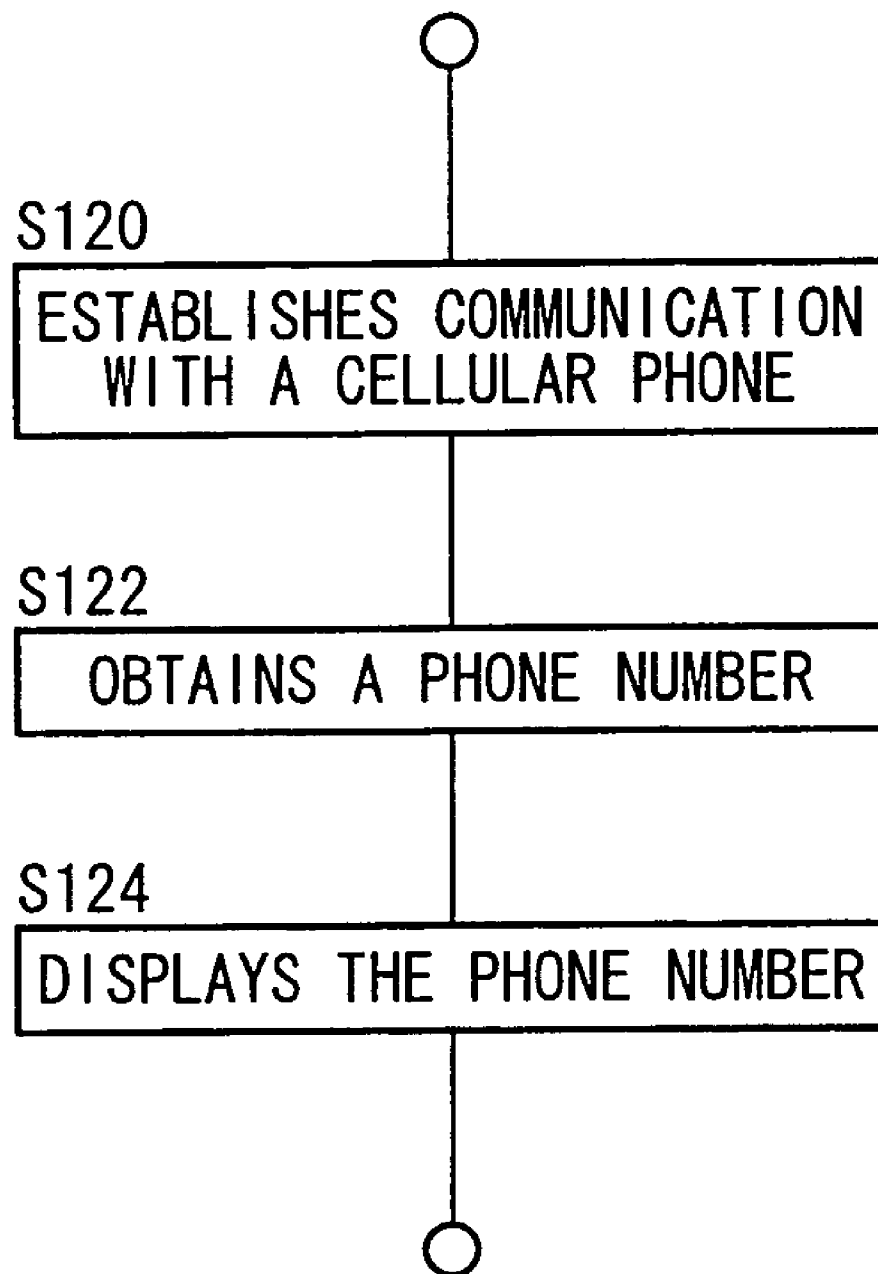 S120
ESTABLISHES COMMUNICATION
WITH A CELLULAR PHONE
S122
OBTAINS A PHONE NUMBER
S124
DISPLAYS THE PHONE NUMBER